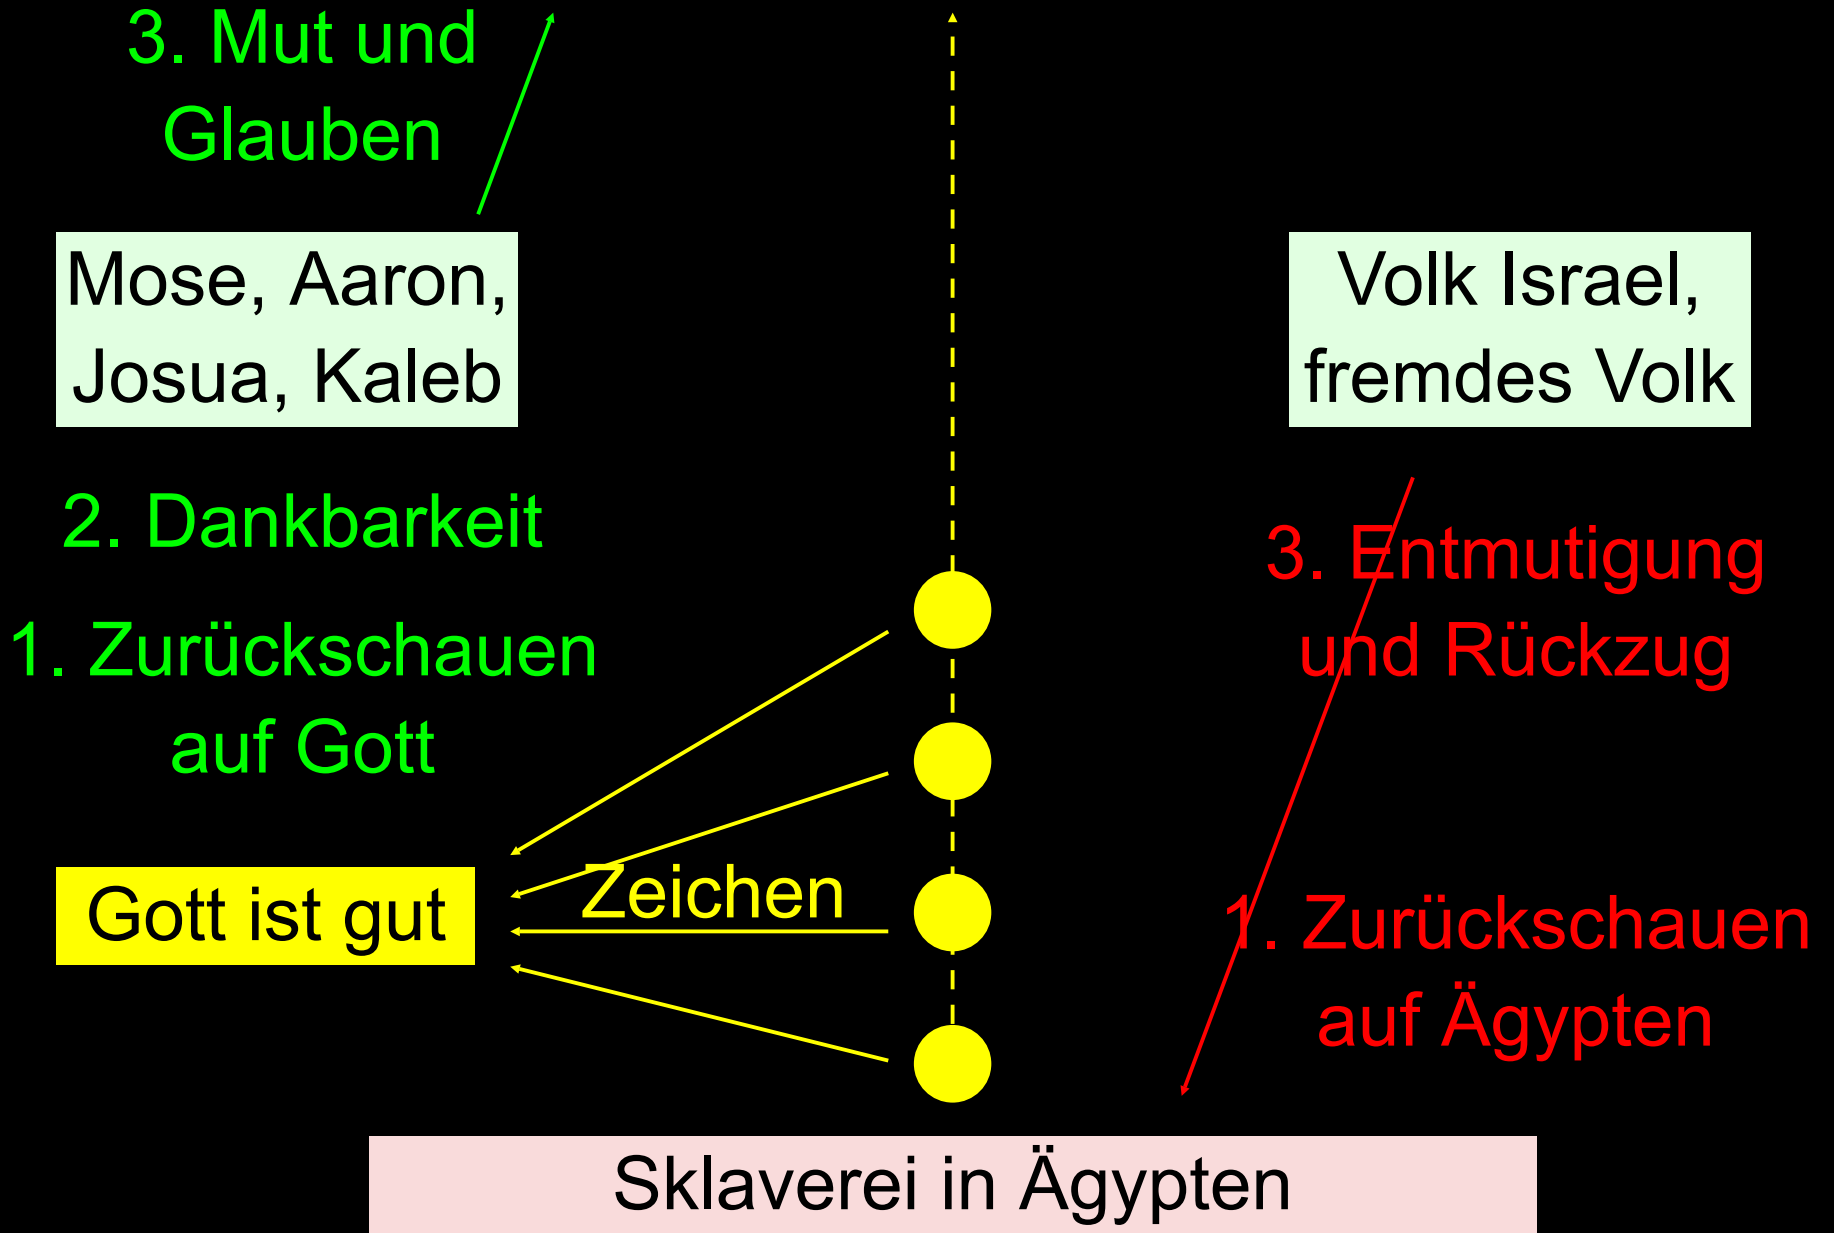 3. Mut und
Glauben
Mose, Aaron,
Josua, Kaleb
2. Dankbarkeit
1. Zurückschauen
auf Gott
Gott ist gut
Zeichen
Volk Israel,
fremdes Volk
3. Entmutigung
und Rückzug
1. Zurückschauen
auf Ägypten
Sklaverei in Ägypten